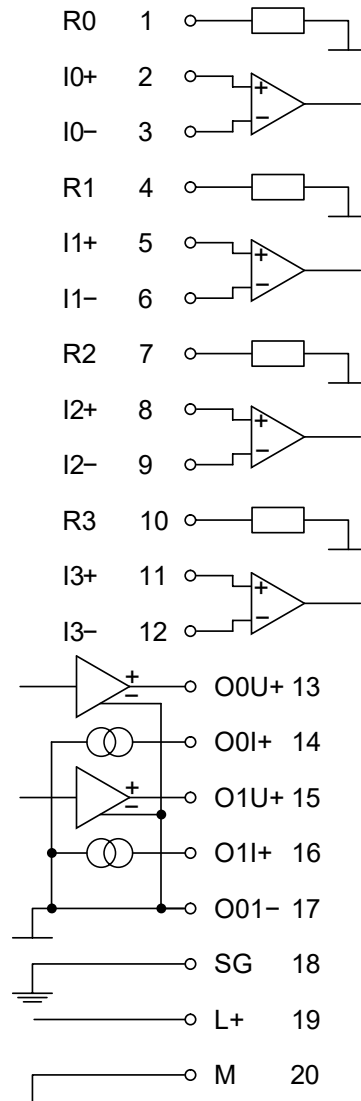 R0 1
I0+ 2
+
−
I0− 3
R1 4
I1+ 5
+
−
I1− 6
R2 7
I2+ 8
+
−
I2− 9
R3 10
I3+ 11
+
−
I3− 12
+
−
O0U+ 13
O0I+ 14
+
−
O1U+ 15
O1I+ 16
O01− 17
SG 18
L+ 19
M 20